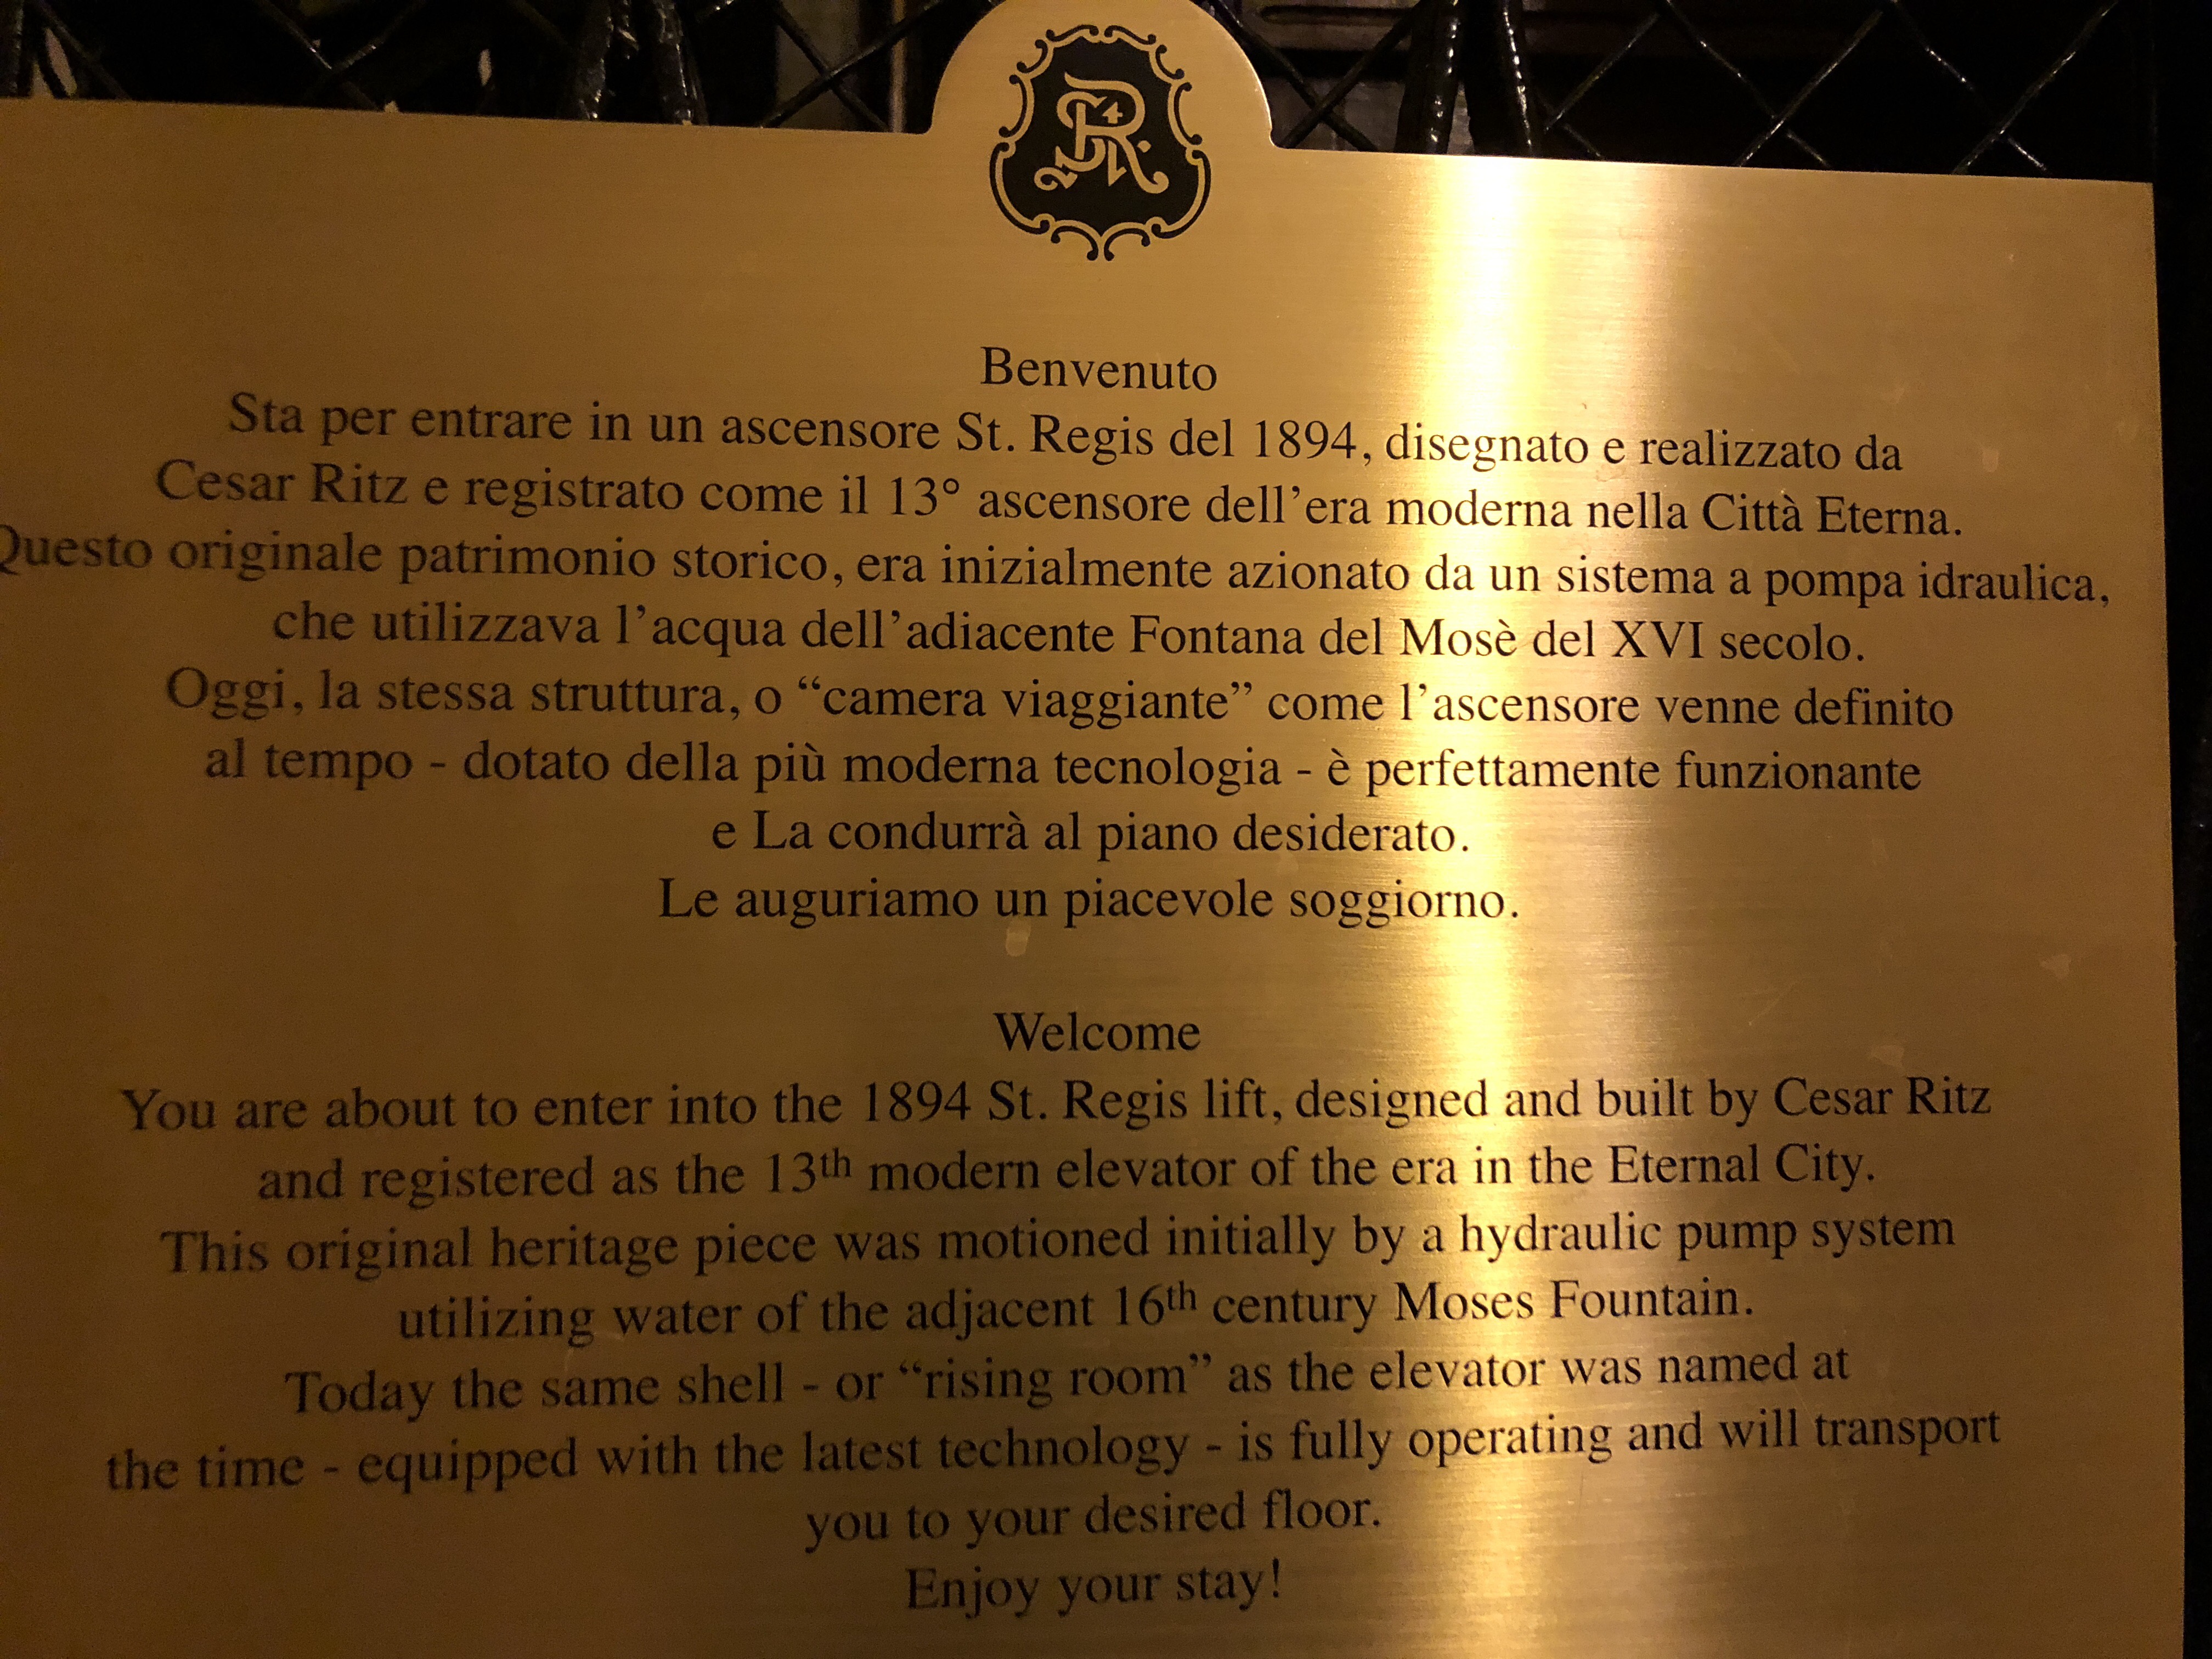 Benvenuto
Sta per entrare in un ascensore St. Regis del 1894, disegnato e realizzato da
Cesar Ritz e registrato come il 13° ascensore dell'era moderna nella Città Eterna.
Questo originale patrimonio storico, era inizialmente azionato da un sistema a pompa idraulica,
che utilizzava l'acqua dell'adiacente Fontana del Mosè del XVI secolo.
Oggi, la stessa struttura, o “camera viaggiante” come l'ascensore venne definito
al tempo - dotato della più moderna tecnologia - è perfettamente funzionante
e La condurrà al piano desiderato.
Le auguriamo un piacevole soggiorno.
Welcome
You are about to enter into the 1894 St. Regis lift, designed and built by Cesar Ritz
and registered as the 13th modern elevator of the era in the Eternal City.
This original heritage piece was motioned initially by a hydraulic pump system
utilizing water of the adjacent 16th century Moses Fountain.
Today the same shell - or “rising room” as the elevator was named at
the time - equipped with the latest technology - is fully operating and will transport
you to your desired floor.
Enjoy your stay!